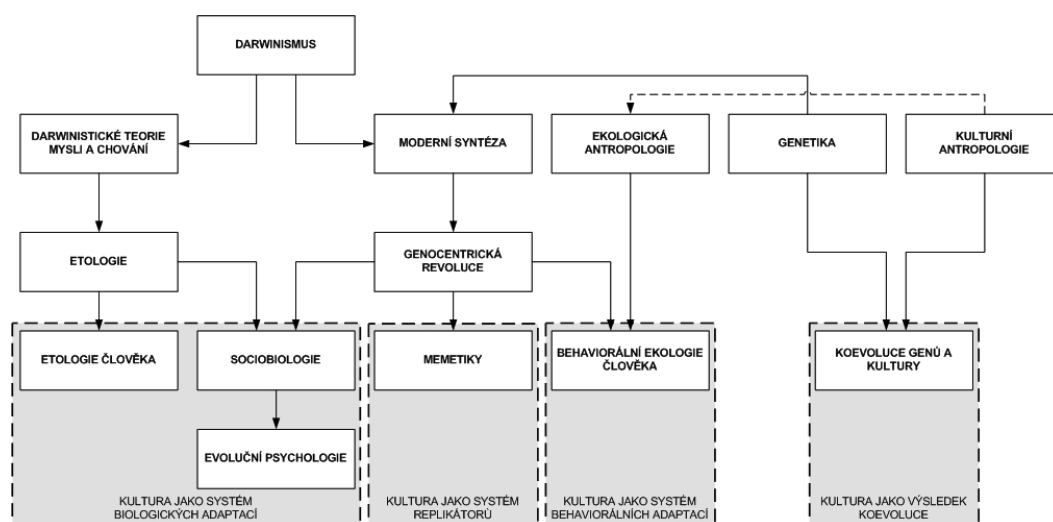 DARWINISMUS
DARWINISTICKÉ TEORIE
MYSLI A CHOVÁNÍ
MODERNÍ SYNTÉZA
EKOLOGICKÁ
ANTROPOLOGIE
GENETIKA
KULTURNÍ
ANTROPOLOGIE
ETOLOGIE
GENOCENTRICKÁ
REVOLUCE
ETOLOGIE ČLOVĚKA
SOCIOBIOLOGIE
MEMETIKY
BEHAVIORÁLNÍ EKOLOGIE
ČLOVĚKA
KOEVOLUCE GENŮ A
KULTURY
EVOLUČNÍ PSYCHOLOGIE
KULTURA JAKO SYSTÉM
BIOLOGICKÝCH ADAPTACÍ
KULTURA JAKO SYSTÉM
REPLIKÁTORŮ
KULTURA JAKO SYSTÉM
BEHAVIORÁLNÍCH ADAPTACÍ
KULTURA JAKO VÝSLEDEK
KOEVOLUCE